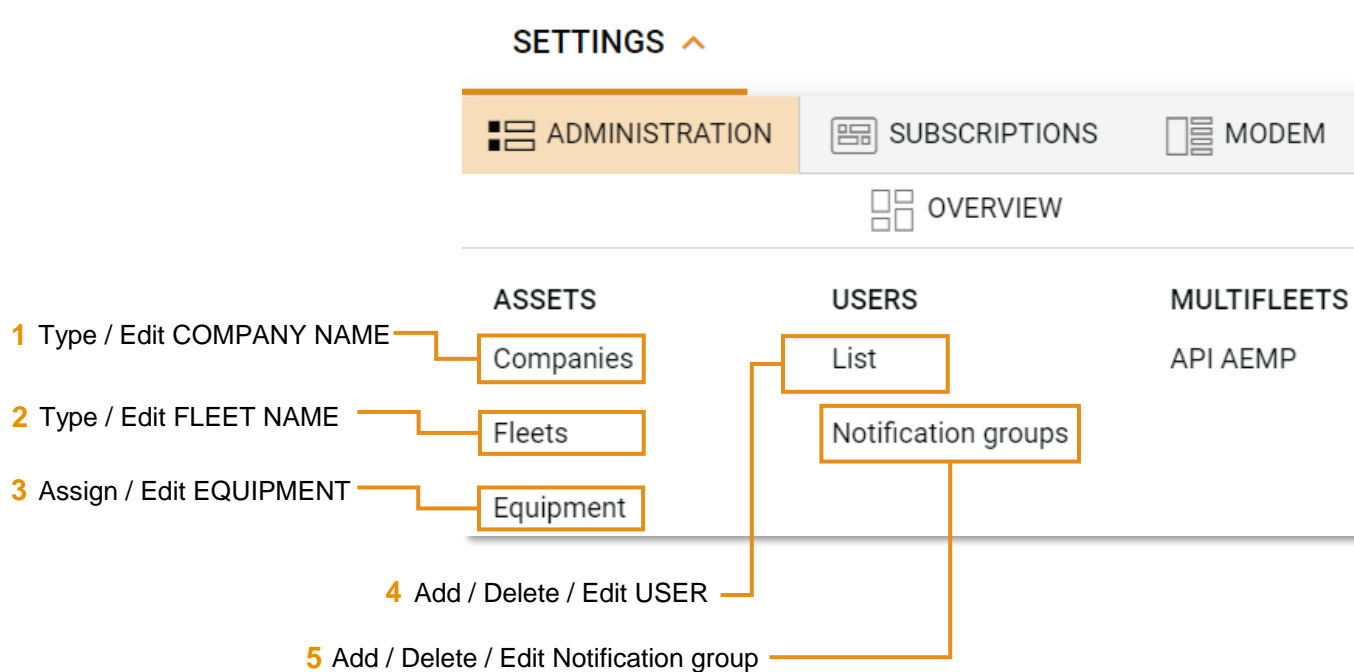 SETTINGS
ADMINISTRATION SUBSCRIPTIONS MODEM
OVERVIEW
ASSETS USERS MULTIFLEETS
1 Type / Edit COMPANY NAME
Companies List API AEMP
2 Type / Edit FLEET NAME
Fleets Notification groups
3 Assign / Edit EQUIPMENT
Equipment
4 Add / Delete / Edit USER
5 Add / Delete / Edit Notification group